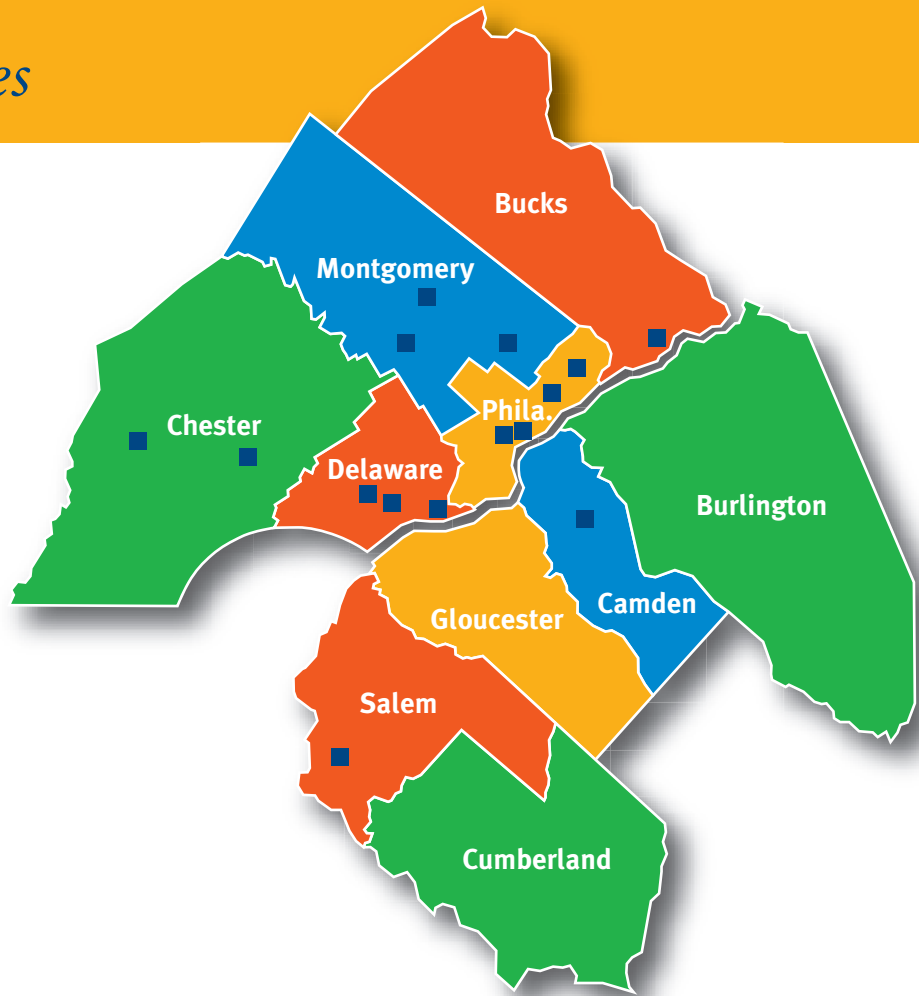 es
Bucks
Montgomery
Phila.
Chester
Delaware
Burlington
Camden
Gloucester
Salem
Cumberland